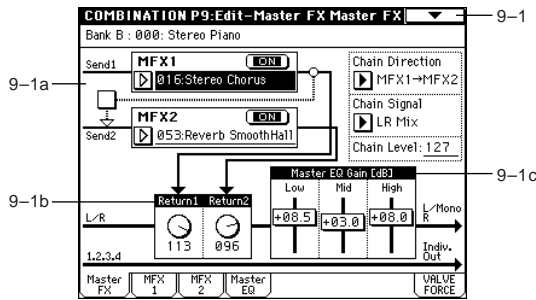 COMBINATION P9:Edit-Master FX Master FX
9–1
Bank B : 000: Stereo Piano
Send1
MFX1
ON
016:Stereo Chorus
Chain Direction
MFX1→MFX2
9–1a
MFX2
ON
Chain Signal
LR Mix
Send2
053:Reverb SmoothHall
Chain Level: 127
Master EQ Gain [dB]
9–1c
9–1b
Return1 Return2
Low Mid High
L/R
+08.5 +03.0 +08.0
L/Mono
R
113 096
1.2.3.4
Indiv.
Out
Master
FX
MFX
1
MFX
2
Master
EQ
VALVE
FORCE